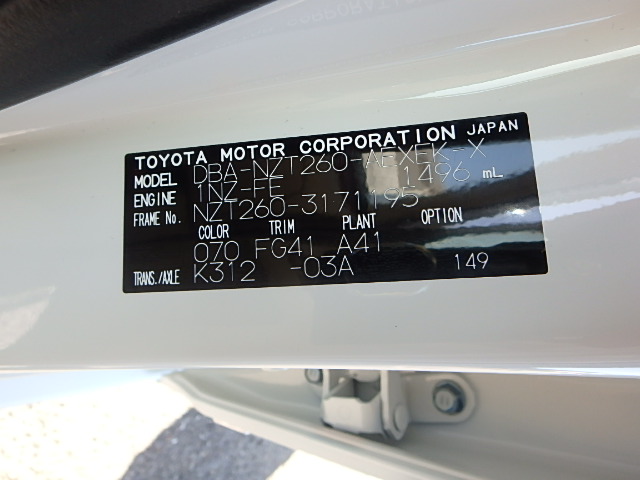 TOYOTA MOTOR CORPORATION JAPAN
MODEL DBA-NZT260-AEXEK-X
ENGINE 1NZ-FE 1496 mL
FRAME No. NZT260-3171195
COLOR TRIM PLANT OPTION
070 FG41 A41
TRANS./AXLE K312 -03A 149